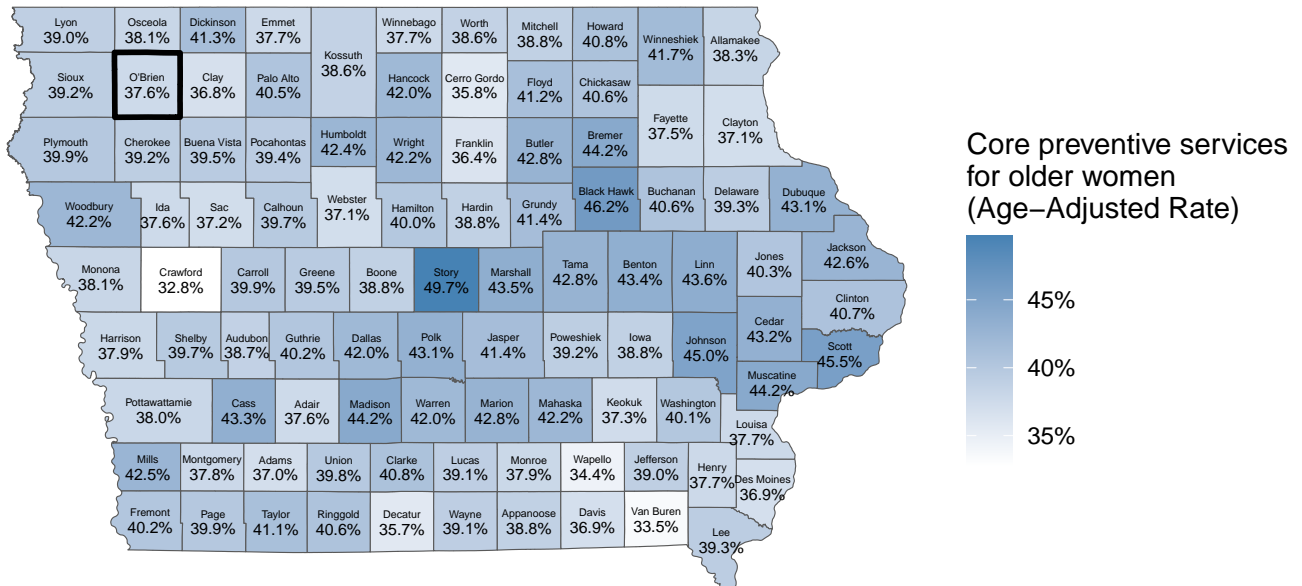 Lyon
39.0%
Osceola
38.1%
Dickinson
41.3%
Emmet
37.7%
Kossuth
38.6%
Winnebago
37.7%
Worth
38.6%
Mitchell
38.8%
Howard
40.8%
Winneshiek
41.7%
Allamakee
38.3%
Sioux
39.2%
O'Brien
37.6%
Clay
36.8%
Palo Alto
40.5%
Hancock
42.0%
Cerro Gordo
35.8%
Floyd
41.2%
Chickasaw
40.6%
Fayette
37.5%
Clayton
37.1%
Plymouth
39.9%
Cherokee
39.2%
Buena Vista
39.5%
Pocahontas
39.4%
Humboldt
42.4%
Wright
42.2%
Franklin
36.4%
Butler
42.8%
Bremer
44.2%
Woodbury
42.2%
Ida
37.6%
Sac
37.2%
Calhoun
39.7%
Webster
37.1%
Hamilton
40.0%
Hardin
38.8%
Grundy
41.4%
Black Hawk
46.2%
Buchanan
40.6%
Delaware
39.3%
Dubuque
43.1%
Monona
38.1%
Crawford
32.8%
Carroll
39.9%
Greene
39.5%
Boone
38.8%
Story
49.7%
Marshall
43.5%
Tama
42.8%
Benton
43.4%
Linn
43.6%
Jones
40.3%
Jackson
42.6%
Clinton
40.7%
Harrison
37.9%
Shelby
39.7%
Audubon
38.7%
Guthrie
40.2%
Dallas
42.0%
Polk
43.1%
Jasper
41.4%
Poweshiek
39.2%
Iowa
38.8%
Johnson
45.0%
Cedar
43.2%
Scott
45.5%
Muscatine
44.2%
Pottawattamie
38.0%
Cass
43.3%
Adair
37.6%
Madison
44.2%
Warren
42.0%
Marion
42.8%
Mahaska
42.2%
Keokuk
37.3%
Washington
40.1%
Louisa
37.7%
Mills
42.5%
Montgomery
37.8%
Adams
37.0%
Union
39.8%
Clarke
40.8%
Lucas
39.1%
Monroe
37.9%
Wapello
34.4%
Jefferson
39.0%
Henry
37.7%
Des Moines
36.9%
Fremont
40.2%
Page
39.9%
Taylor
41.1%
Ringgold
40.6%
Decatur
35.7%
Wayne
39.1%
Appanoose
38.8%
Davis
36.9%
Van Buren
33.5%
Lee
39.3%
Core preventive services
for older women
(Age−Adjusted Rate)
45%
40%
35%